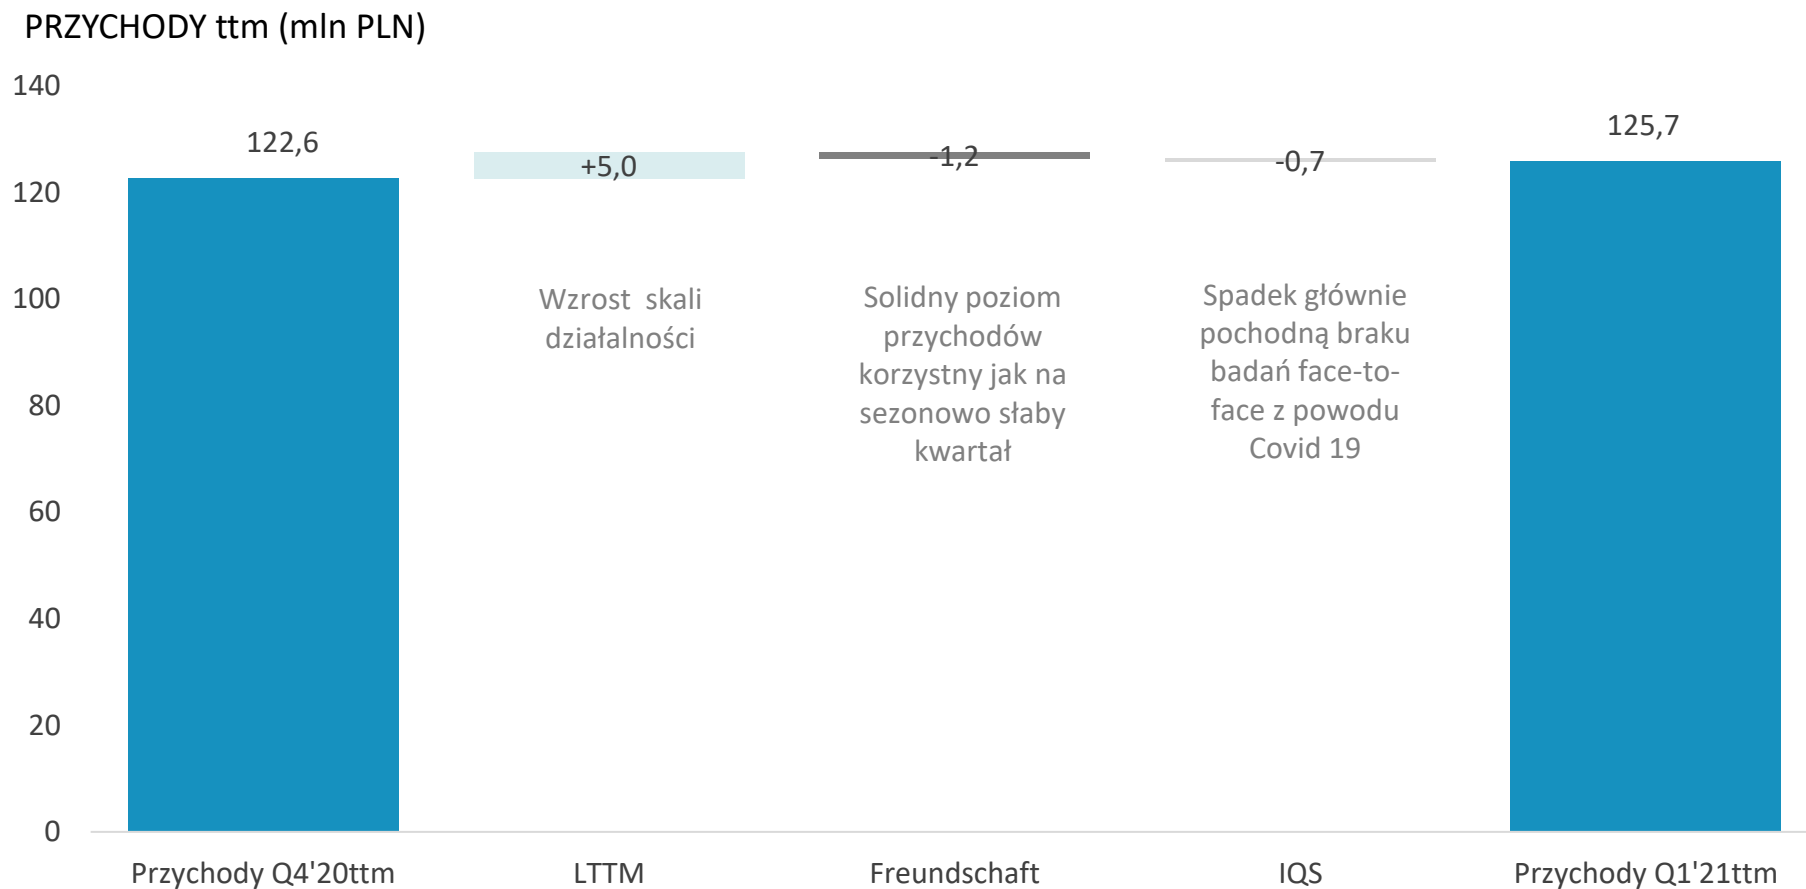 PRZYCHODY ttm (mln PLN)
140
120
100
80
60
40
20
0
122,6
+5,0
-1,2
-0,7
125,7
Wzrost  skali
działalności
Solidny poziom
przychodów
korzystny jak na
sezonowo słaby
kwartał
Spadek głównie
pochodną braku
badań face-to-
face z powodu
Covid 19
Przychody Q4'20ttm
LTTM
Freundschaft
IQS
Przychody Q1'21ttm